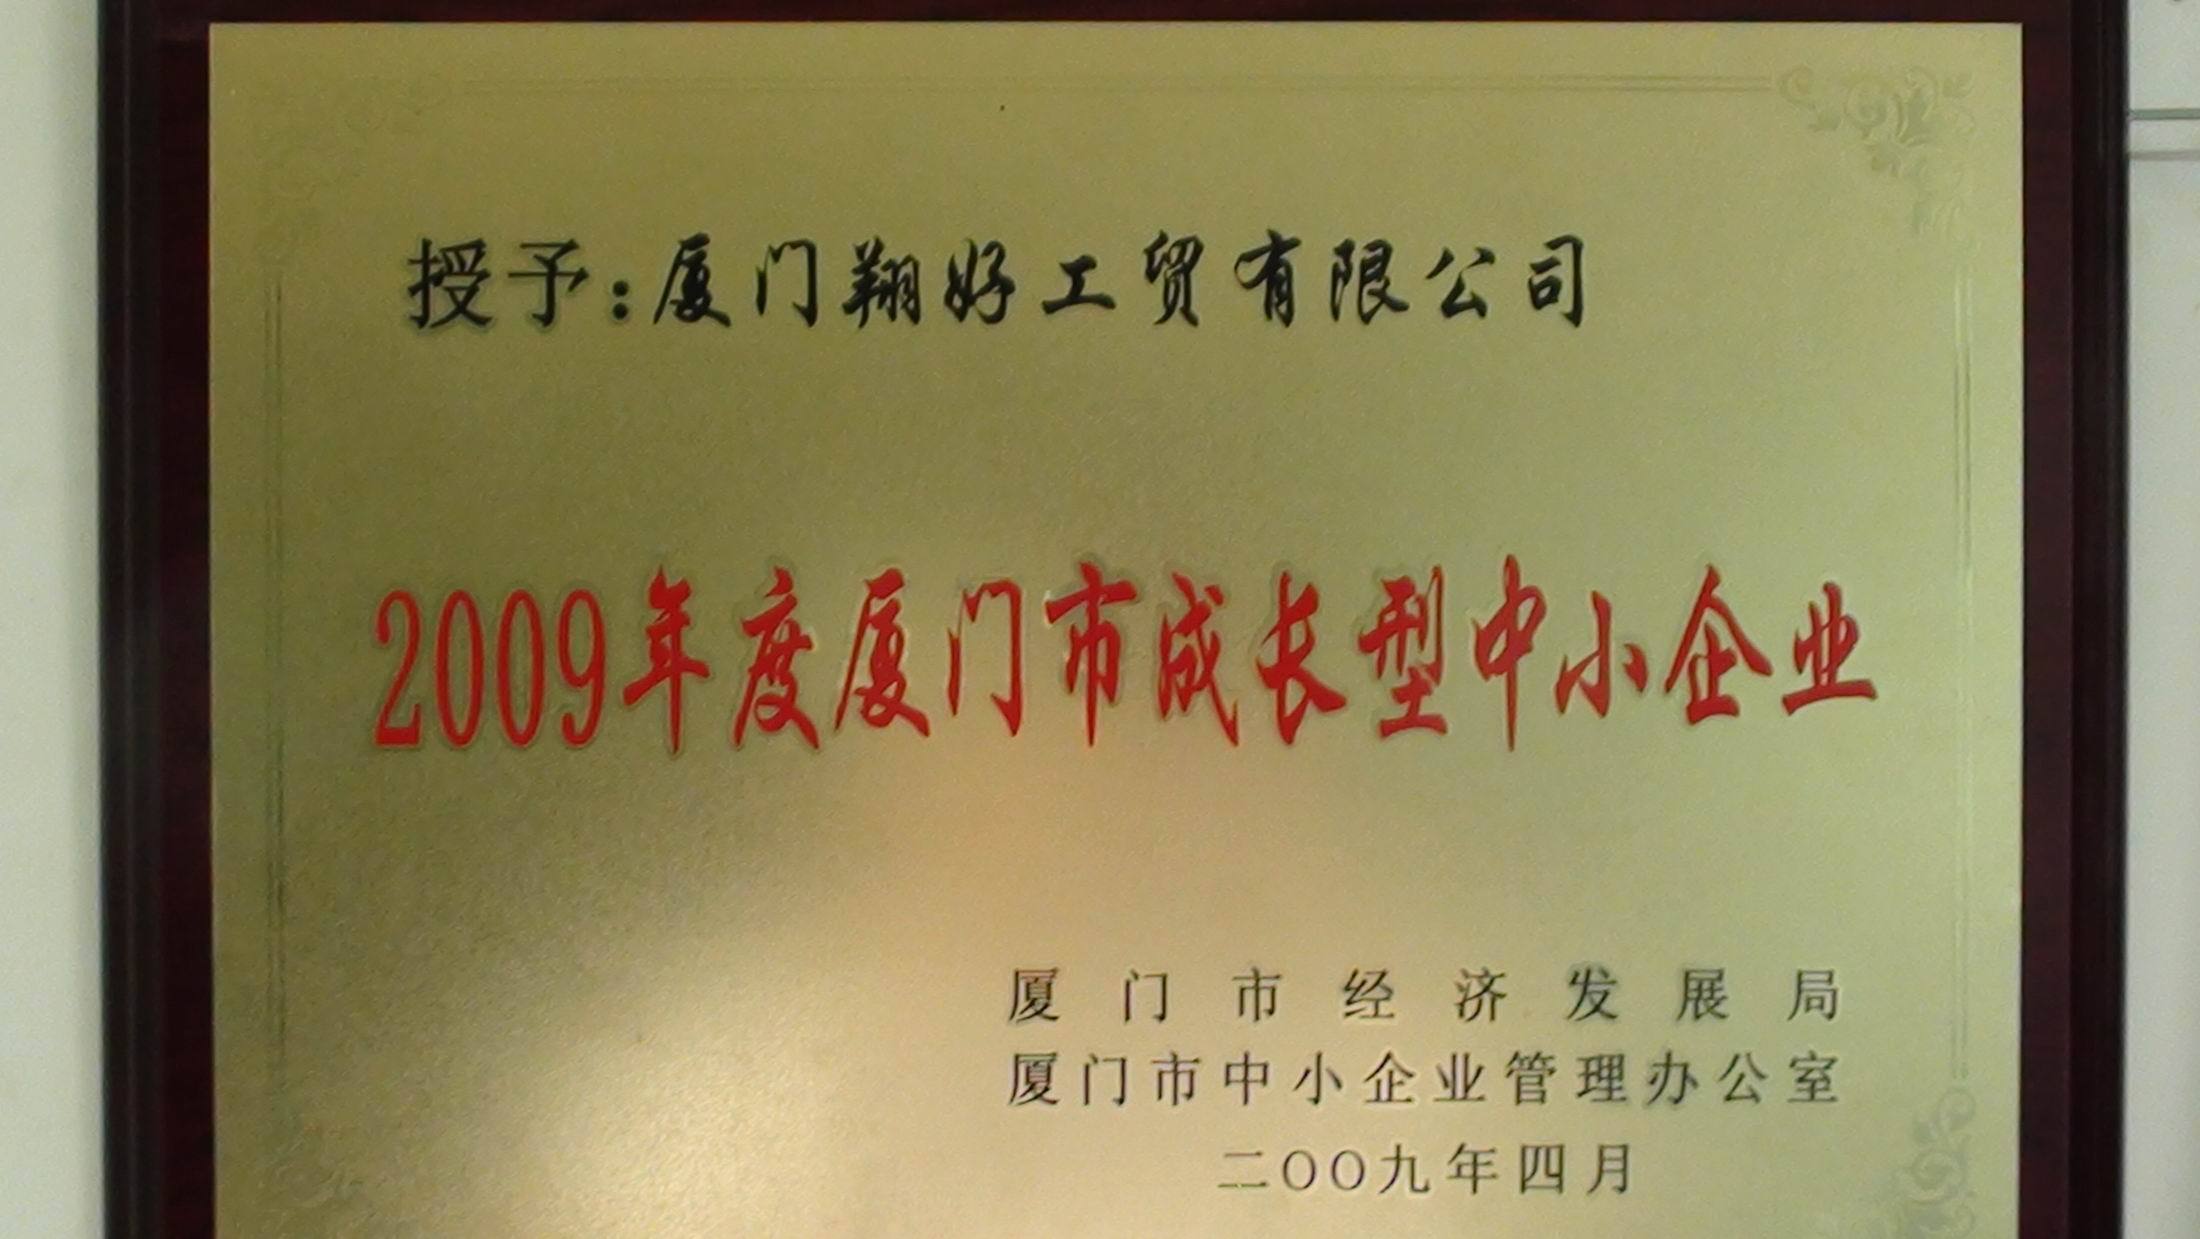 授予:厦门翔好工贸有限公司
2009年度厦门市成长型中小企业
厦门市经济发展局
厦门市中小企业管理办公室
二〇〇九年四月